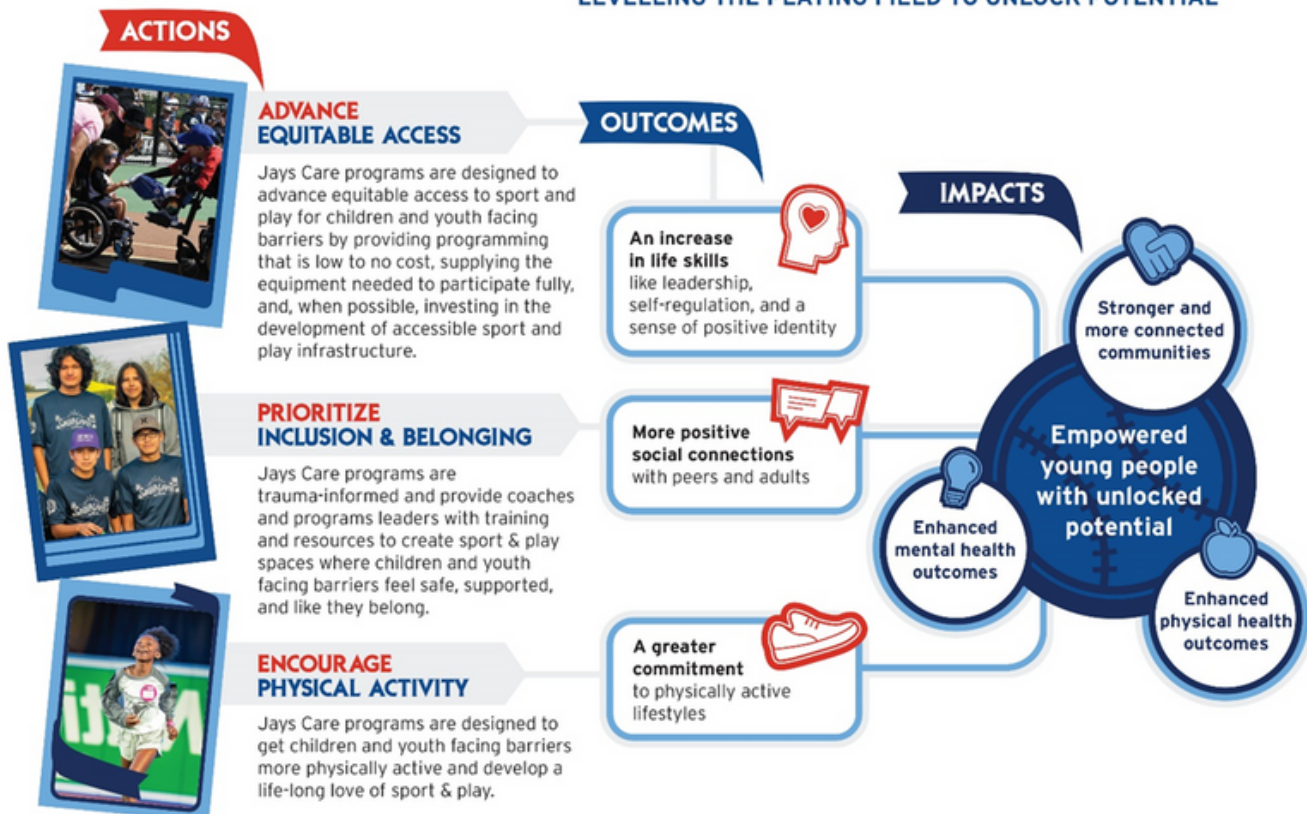 LEVELLING THE PLAYING FIELD TO UNLOCK POTENTIAL
ACTIONS
ADVANCE
EQUITABLE ACCESS
Jays Care programs are designed to
advance equitable access to sport and
play for children and youth facing
barriers by providing programming
that is low to no cost, supplying the
equipment needed to participate fully,
and, when possible, investing in the
development of accessible sport and
play infrastructure.
PRIORITIZE
INCLUSION & BELONGING
Jays Care programs are
trauma-informed and provide coaches
and programs leaders with training
and resources to create sport & play
spaces where children and youth
facing barriers feel safe, supported,
and like they belong.
ENCOURAGE
PHYSICAL ACTIVITY
Jays Care programs are designed to
get children and youth facing barriers
more physically active and develop a
life-long love of sport & play.
OUTCOMES
An increase
in life skills
like leadership,
self-regulation, and a
sense of positive identity
More positive
social connections
with peers and adults
A greater
commitment
to physically active
lifestyles
IMPACTS
Stronger and
more connected
communities
Empowered
young people
with unlocked
potential
Enhanced
mental health
outcomes
Enhanced
physical health
outcomes